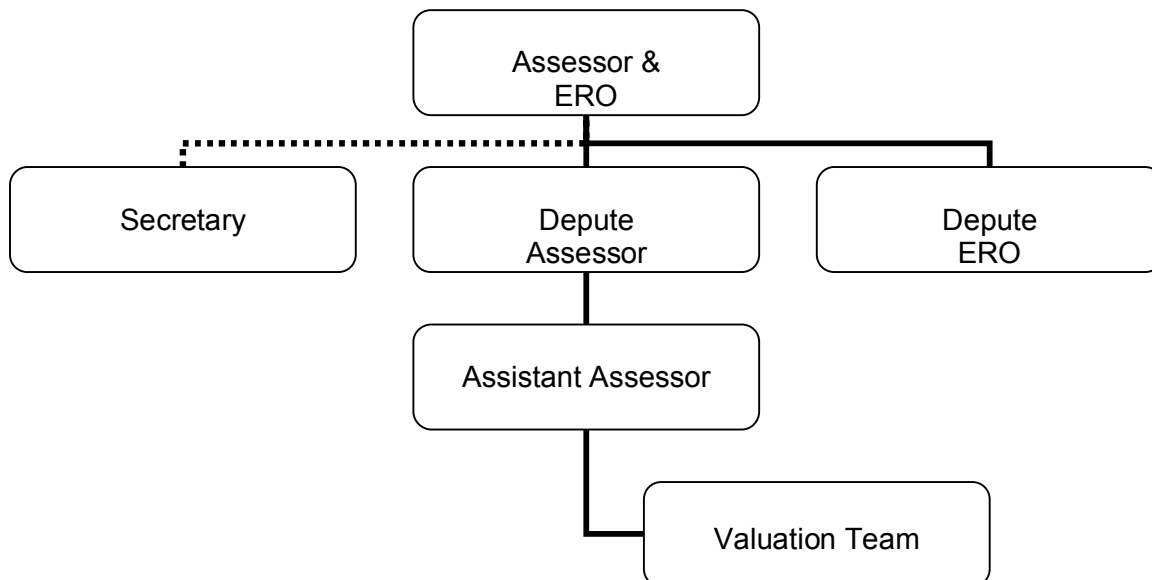 Assessor &
ERO
Secretary
Depute
Assessor
Depute
ERO
Assistant Assessor
Valuation Team